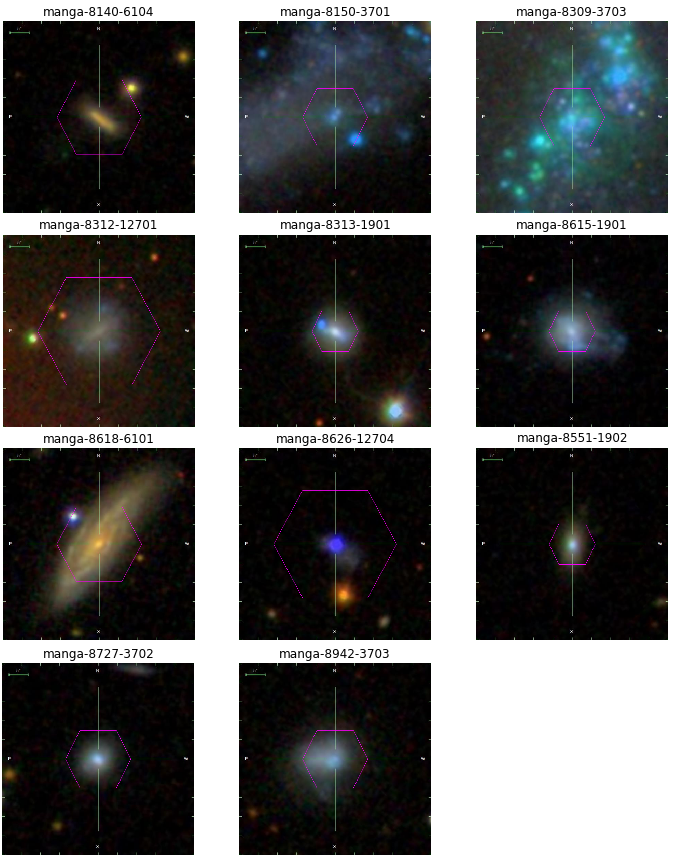 manga-8140-6104
manga-8150-3701
manga-8309-3703
manga-8312-12701
manga-8313-1901
manga-8615-1901
manga-8618-6101
manga-8626-12704
manga-8551-1902
manga-8727-3702
manga-8942-3703